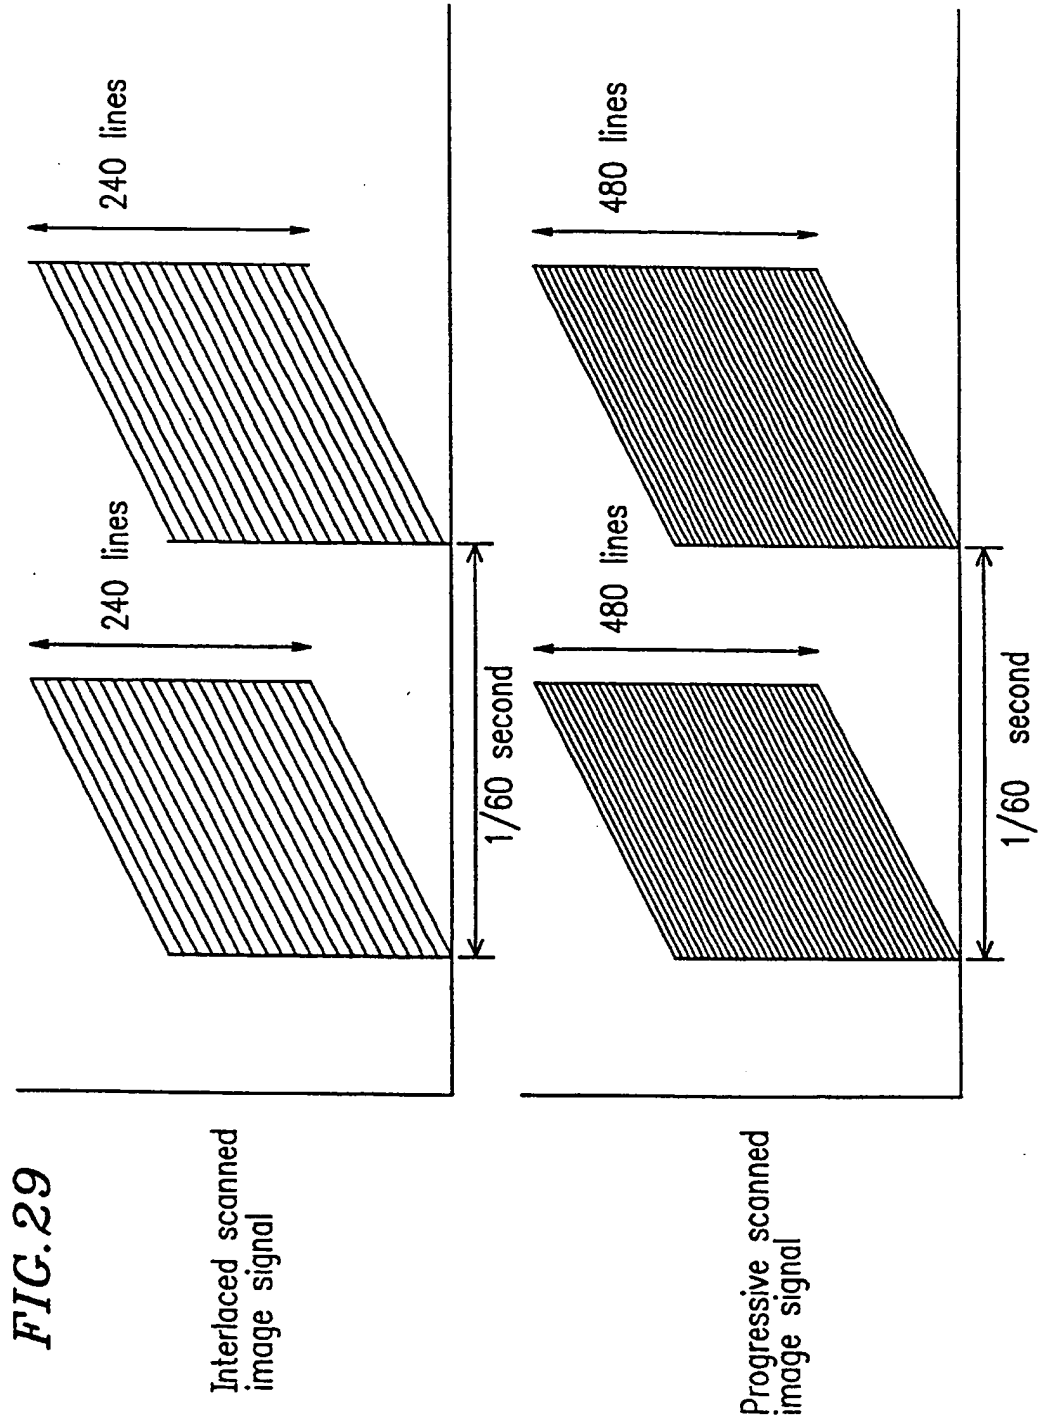 FIG.29
Interlaced scanned
image signal
240 lines
240 lines
1/60 second
Progressive scanned
image signal
480 lines
480 lines
1/60 second